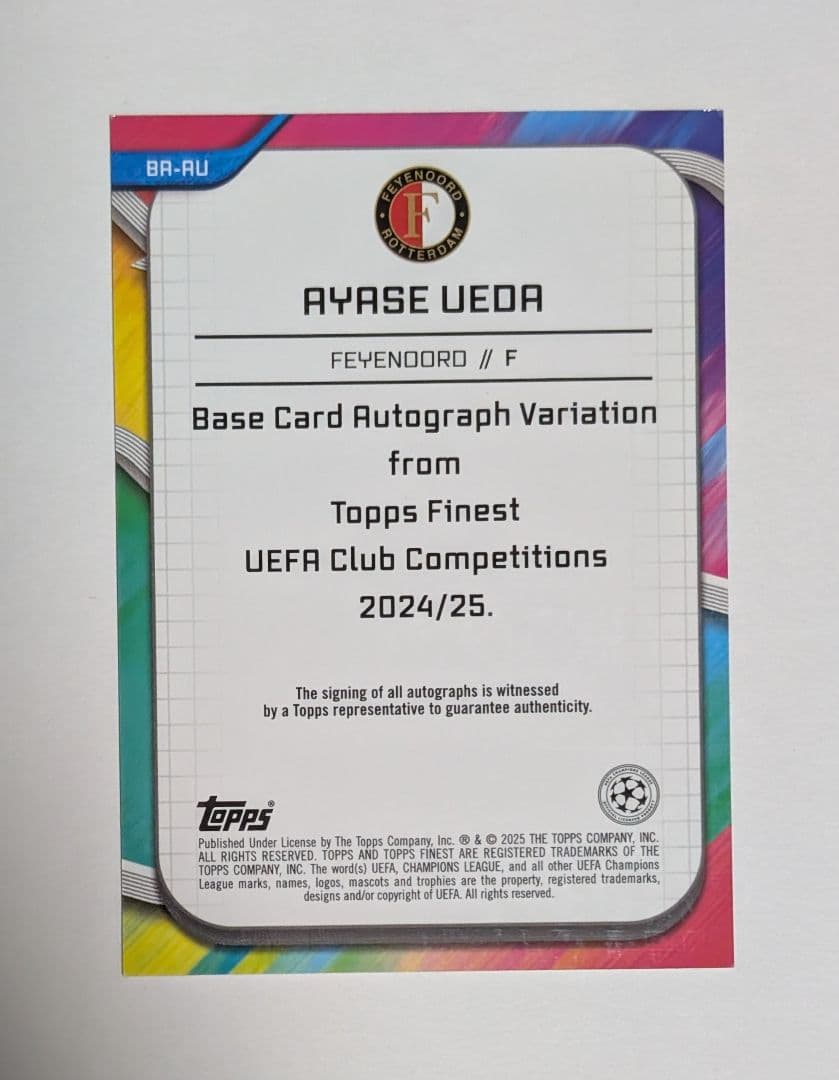 BA-AU
FEYENOORD
F
ROTTERDAM
AYASE UEDA
FEYENOORD // F
Base Card Autograph Variation
from
Topps Finest
UEFA Club Competitions
2024/25.
The signing of all autographs is witnessed
by a Topps representative to guarantee authenticity.
Topps®
Published Under License by The Topps Company, Inc. ® & © 2025 THE TOPPS COMPANY, INC.
ALL RIGHTS RESERVED. TOPPS AND TOPPS FINEST ARE REGISTERED TRADEMARKS OF THE
TOPPS COMPANY, INC. The word(s) UEFA, CHAMPIONS LEAGUE, and all other UEFA Champions
League marks, names, logos, mascots and trophies are the property, registered trademarks,
designs and/or copyright of UEFA. All rights reserved.